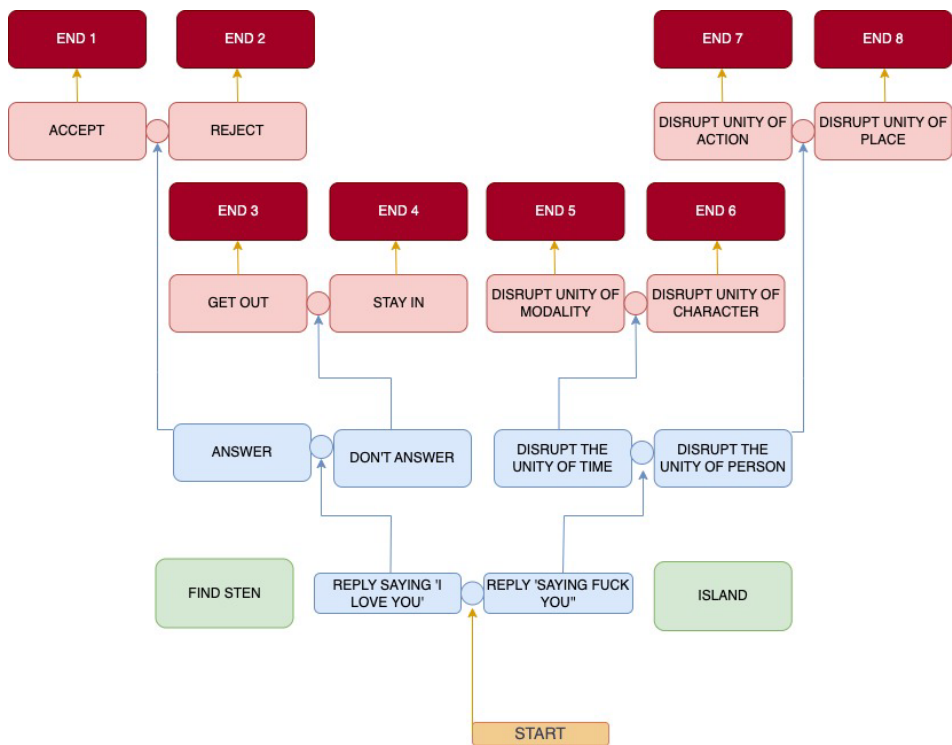 END 1
END 2
END 7
END 8
ACCEPT
REJECT
DISRUPT UNITY OF
ACTION
DISRUPT UNITY OF
PLACE
END 3
END 4
END 5
END 6
GET OUT
STAY IN
DISRUPT UNITY OF
MODALITY
DISRUPT UNITY OF
CHARACTER
ANSWER
DON'T ANSWER
DISRUPT THE
UNITY OF TIME
DISRUPT THE
UNITY OF PERSON
FIND STEN
REPLY SAYING 'I
LOVE YOU'
REPLY 'SAYING FUCK
YOU"
ISLAND
START